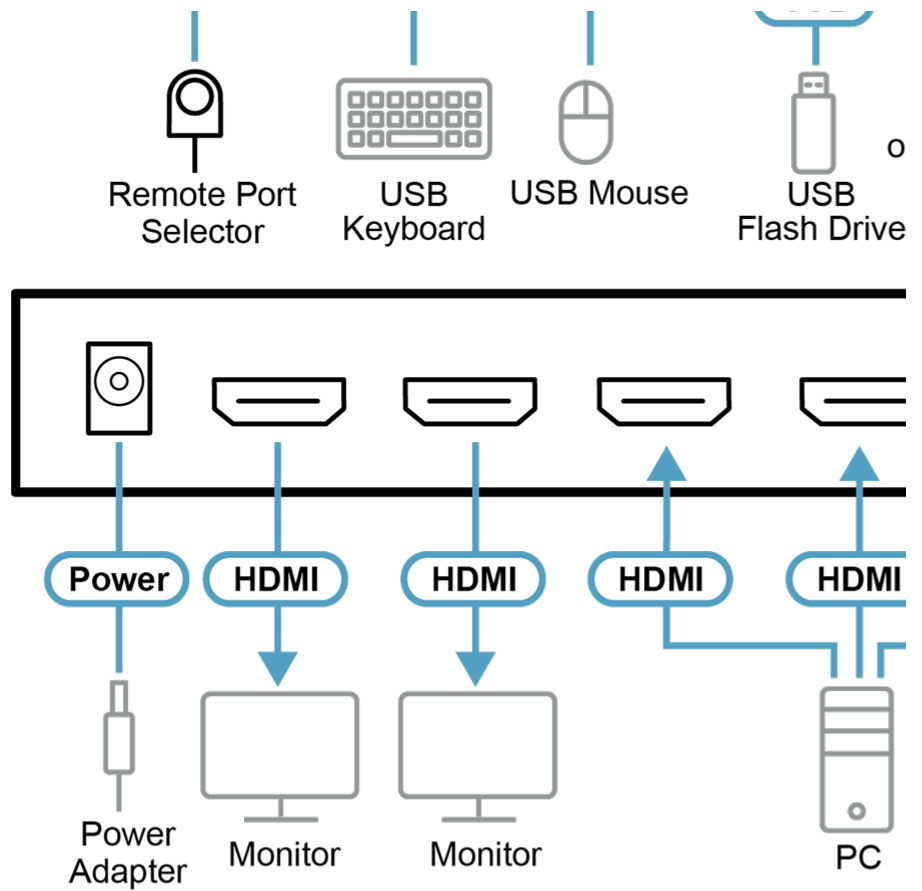 Remote Port
Selector
USB
Keyboard
USB Mouse
USB
Flash Drive
Power
HDMI
HDMI
HDMI
HDMI
Power
Adapter
Monitor
Monitor
PC